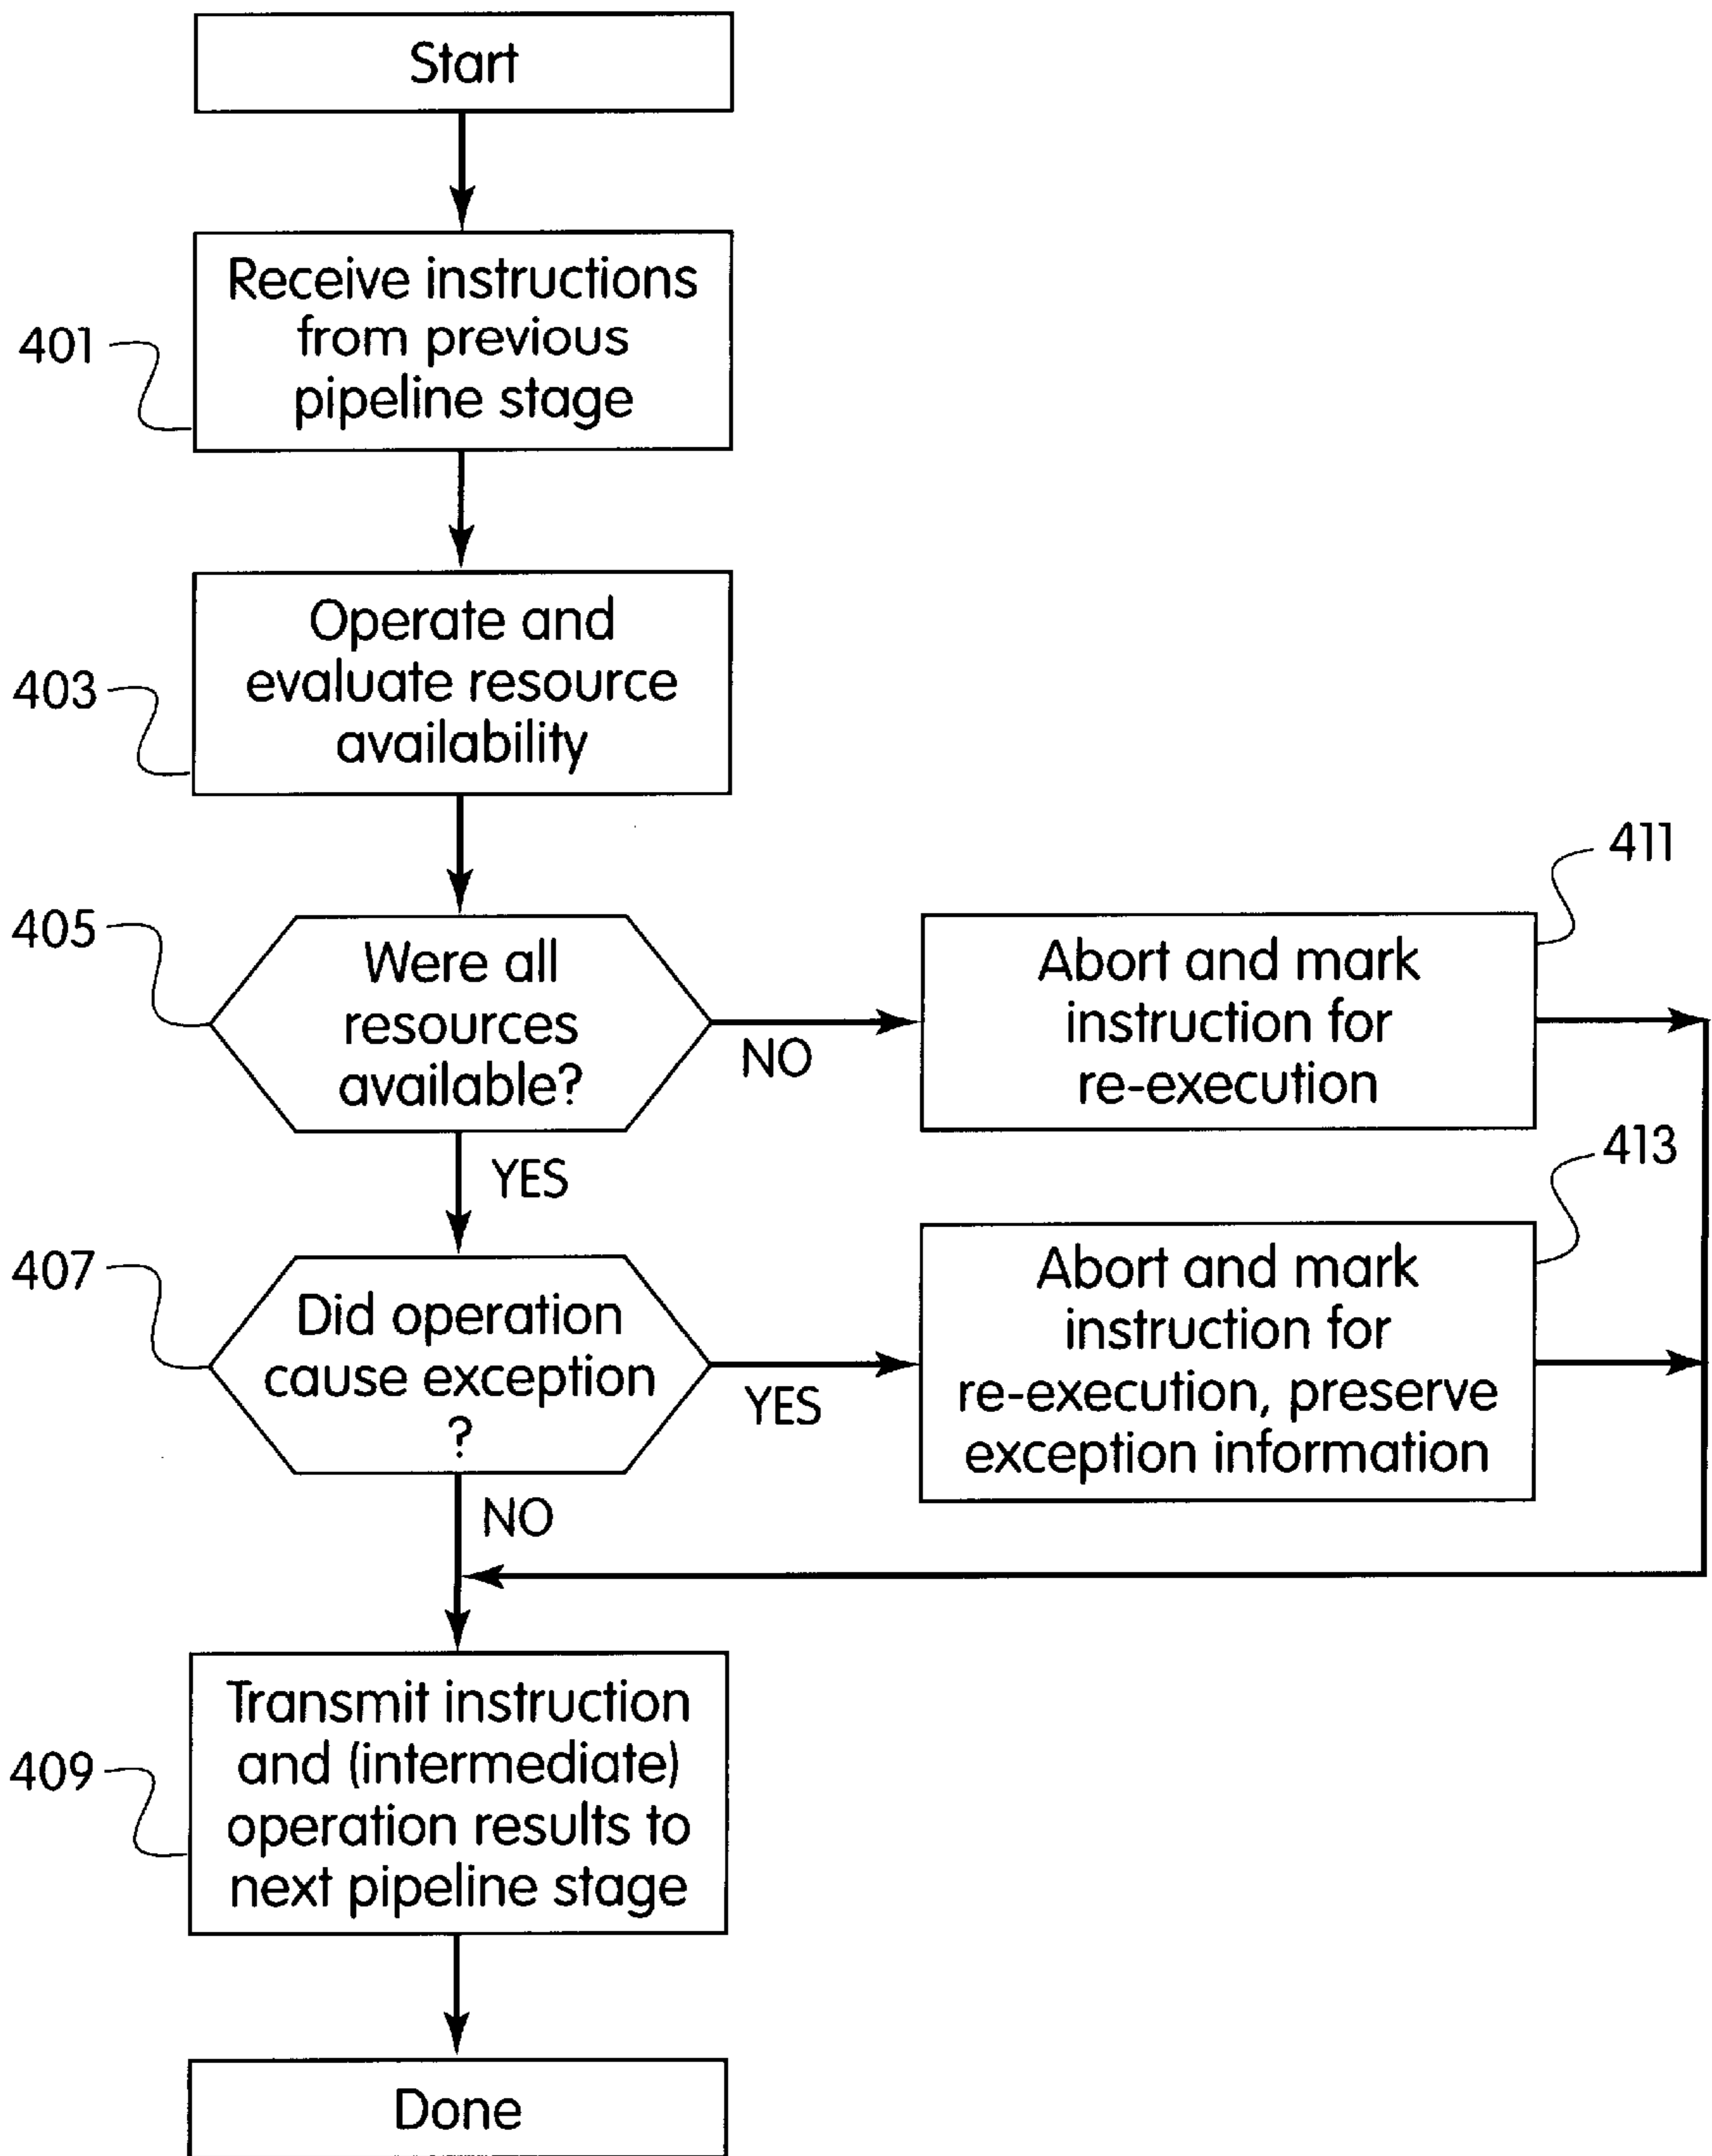 Start
401
Receive instructions
from previous
pipeline stage
403
Operate and
evaluate resource
availability
405
Were all
resources
available?
NO
411
Abort and mark
instruction for
re-execution
YES
407
Did operation
cause exception
?
YES
413
Abort and mark
instruction for
re-execution, preserve
exception information
NO
409
Transmit instruction
and (intermediate)
operation results to
next pipeline stage
Done